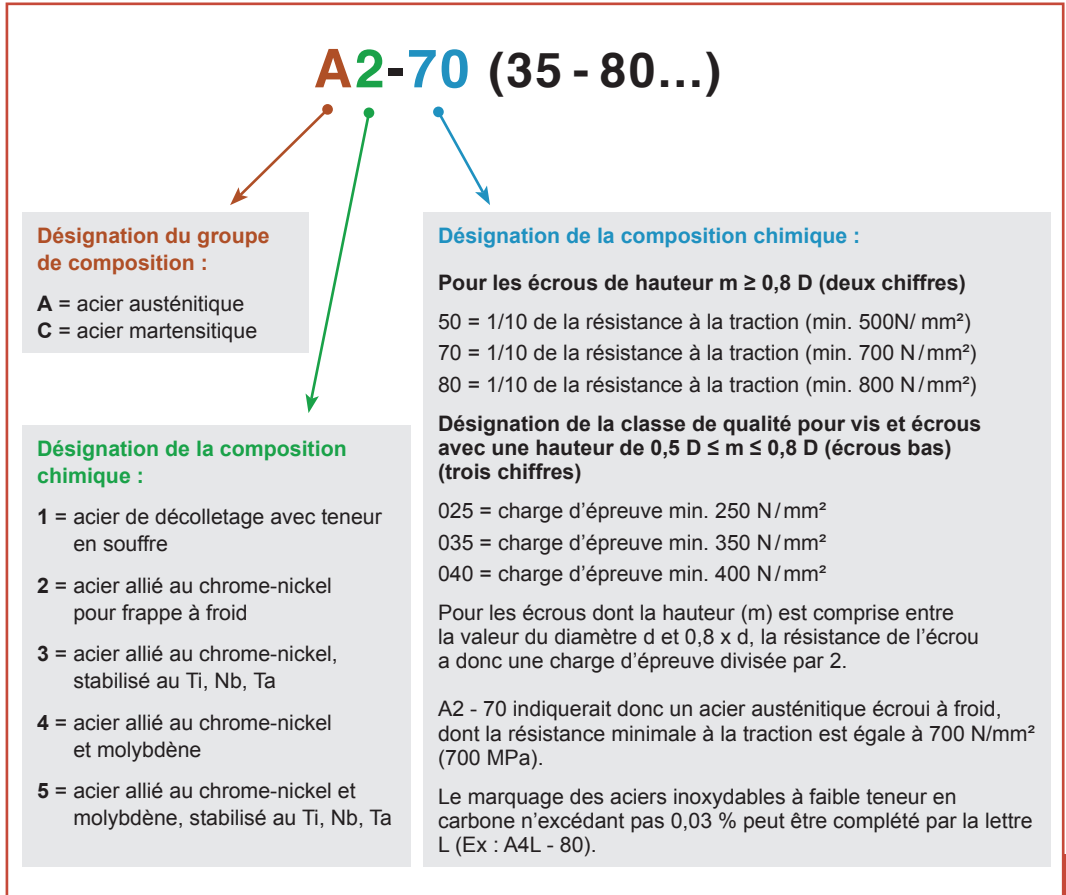 A2-70 (35 - 80...)
Désignation du groupe
de composition :
A = acier austénitique
C = acier martensitique
Désignation de la composition
chimique :
1 = acier de décolletage avec teneur
en souffre
2 = acier allié au chrome-nickel
pour frappe à froid
3 = acier allié au chrome-nickel,
stabilisé au Ti, Nb, Ta
4 = acier allié au chrome-nickel
et molybdène
5 = acier allié au chrome-nickel et
molybdène, stabilisé au Ti, Nb, Ta
Désignation de la composition chimique :
Pour les écrous de hauteur m ≥ 0,8 D (deux chiffres)
50 = 1/10 de la résistance à la traction (min. 500N/ mm²)
70 = 1/10 de la résistance à la traction (min. 700 N/mm²)
80 = 1/10 de la résistance à la traction (min. 800 N/mm²)
Désignation de la classe de qualité pour vis et écrous
avec une hauteur de 0,5 D ≤ m ≤ 0,8 D (écrous bas)
(trois chiffres)
025 = charge d'épreuve min. 250 N/mm²
035 = charge d'épreuve min. 350 N/mm²
040 = charge d'épreuve min. 400 N/mm²
Pour les écrous dont la hauteur (m) est comprise entre
la valeur du diamètre d et 0,8 x d, la résistance de l'écrou
a donc une charge d'épreuve divisée par 2.
A2 - 70 indiquerait donc un acier austénitique écroui à froid,
dont la résistance minimale à la traction est égale à 700 N/mm²
(700 MPa).
Le marquage des aciers inoxydables à faible teneur en
carbone n'excédant pas 0,03 % peut être complété par la lettre
L (Ex : A4L - 80).